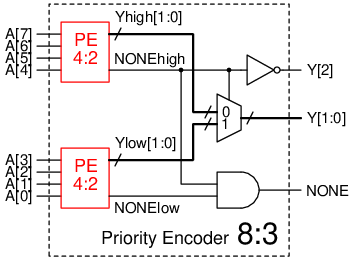 A[7]
A[6]
A[5]
A[4]
PE
4:2
Yhigh[1:0]
NONEhigh
Y[2]
0
1
Y[1:0]
A[3]
A[2]
A[1]
A[0]
PE
4:2
Ylow[1:0]
NONElow
NONE
Priority Encoder 8:3